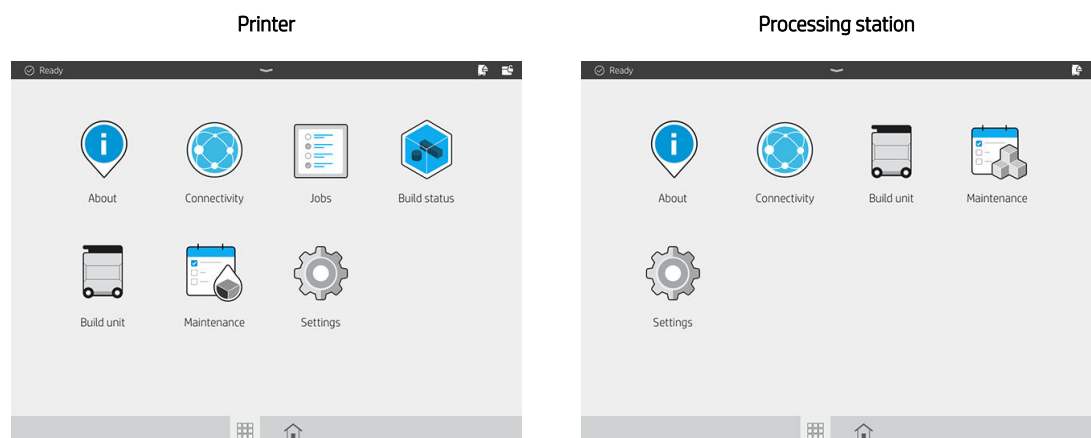 Printer
Processing station
Ready
Ready
About
Connectivity
Jobs
Build status
Build unit
Maintenance
Settings
About
Connectivity
Build unit
Maintenance
Settings